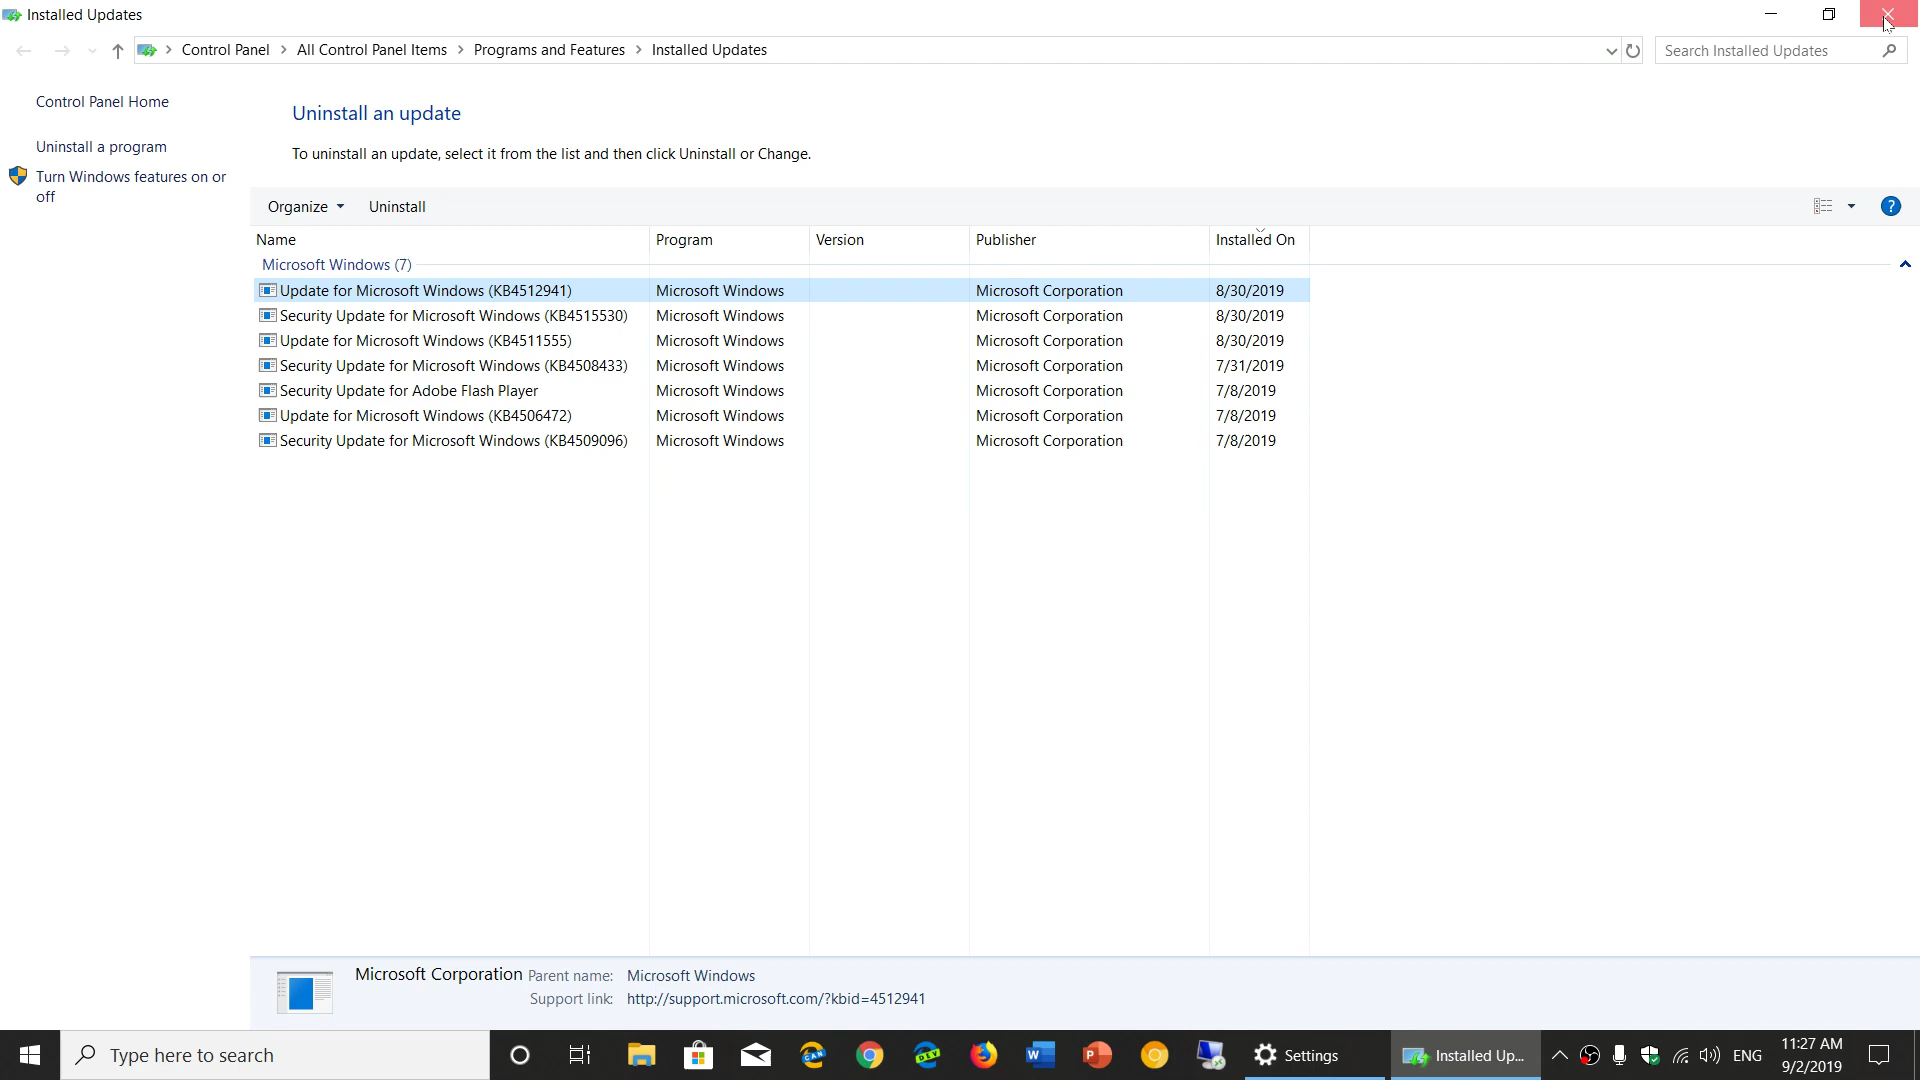 Installed Updates
Control Panel > All Control Panel Items > Programs and Features > Installed Updates
Search Installed Updates
Control Panel Home
Uninstall a program
Turn Windows features on or
off
Uninstall an update
To uninstall an update, select it from the list and then click Uninstall or Change.
Organize Uninstall
?
Name Program Version Publisher Installed On
Microsoft Windows (7)
Update for Microsoft Windows (KB4512941) Microsoft Windows Microsoft Corporation 8/30/2019
Security Update for Microsoft Windows (KB4515530) Microsoft Windows Microsoft Corporation 8/30/2019
Update for Microsoft Windows (KB4511555) Microsoft Windows Microsoft Corporation 8/30/2019
Security Update for Microsoft Windows (KB4508433) Microsoft Windows Microsoft Corporation 7/31/2019
Security Update for Adobe Flash Player Microsoft Windows Microsoft Corporation 7/8/2019
Update for Microsoft Windows (KB4506472) Microsoft Windows Microsoft Corporation 7/8/2019
Security Update for Microsoft Windows (KB4509096) Microsoft Windows Microsoft Corporation 7/8/2019
Microsoft Corporation Parent name: Microsoft Windows
Support link: http://support.microsoft.com/?kbid=4512941
Type here to search
CAN
DEV
W
P
Settings
Installed Up...
ENG
11:27 AM
9/2/2019